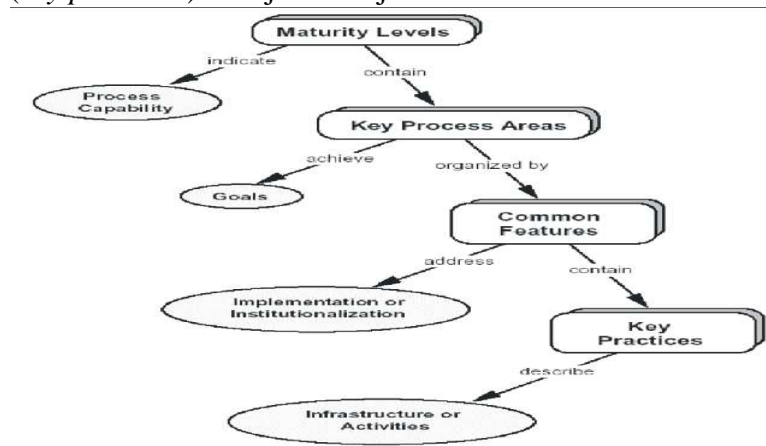 Maturity Levels
indicate
contain
Process
Capability
Key Process Areas
achieve
organized by
Goals
Common
Features
address
contain
Implementation or
Institutionalization
Key
Practices
describe
Infrastructure or
Activities